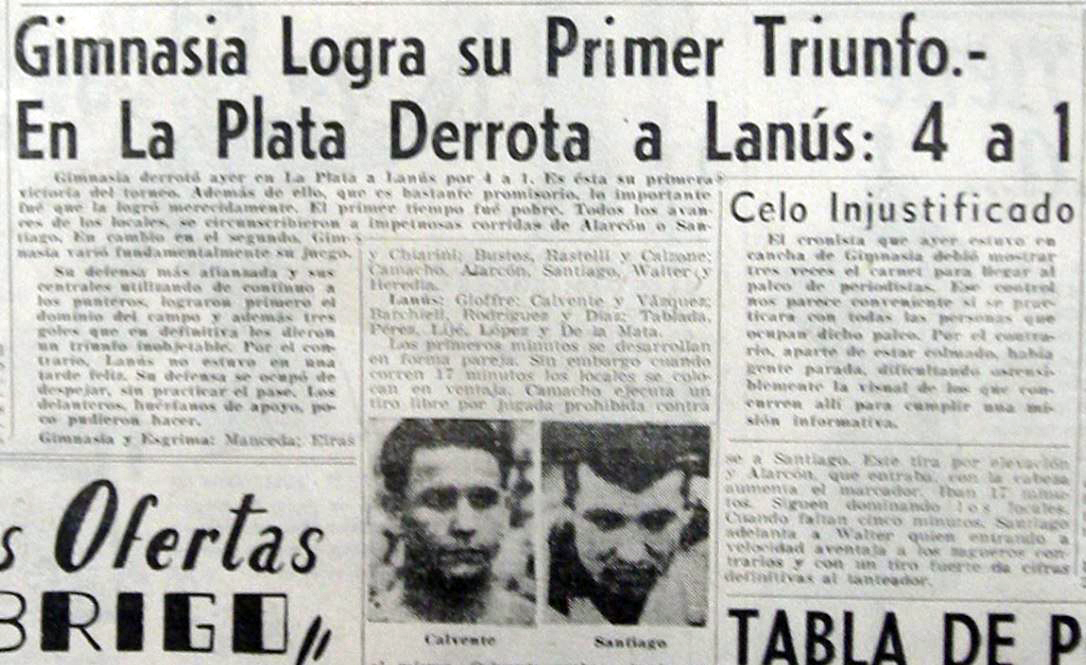 Gimnasia Logra su Primer Triunfo.-
En La Plata Derrota a Lanús: 4 a 1
Gimnasia derrotó ayer en La Plata a Lanús por 4 a 1. Es ésta su primera
victoria del torneo. Además de ello, que es bastante promisorio, lo importante
fué que la logró merecidamente. El primer tiempo fué pobre. Todos los avan-
ces de los locales, se circunscribieron a impetuosas corridas de Alarcón o San-
tiago. En cambio en el segundo, Gim-
nasia varió fundamentalmente su juego.
Su defensa más afianzada y sus
centrales utilizando de continuo a
los punteros, lograron primero el
dominio del campo y además tres
goles que en definitiva les dieron
un triunfo inobjetable. Por el con-
trario, Lanús no estuvo en una
tarde feliz. Su defensa se ocupó de
despejar, sin practicar el pase. Los
delanteros, huérfanos de apoyo, po-
co pudieron hacer.
Gimnasia y Esgrima: Manceda; Eiras
y Chiarini; Bustos, Rastelli y Calzone;
Camacho, Alarcón, Santiago, Walter y
Heredia.
Lanús: Gioffre; Calvente y Vázquez;
Barchiell, Rodríguez y Díaz; Tablada,
Pérez, Lijé, López y De la Mata.
Los primeros minutos se desarrollan
en forma pareja. Sin embargo cuando
corren 17 minutos los locales se colo-
can en ventaja. Camacho ejecuta un
tiro libre por jugada prohibida contra
Calvente
Santiago
Celo Injustificado
El cronista que ayer estuvo en
cancha de Gimnasia debió mostrar
tres veces el carnet para llegar al
palco de periodistas. Ese control
nos parece conveniente si se prac-
ticara con todas las personas que
ocupan dicho palco. Por el contra-
rio, aparte de estar colmado, había
gente parada, dificultando ostensi-
blemente la visual de los que con-
curren allí para cumplir una mi-
sión informativa.
se a Santiago. Este tira por elevación
y Alarcón, que entraba, con la cabeza
aumenta el marcador. Iban 17 minu-
tos. Siguen dominando los locales.
Cuando faltan cinco minutos, Santiago
adelanta a Walter quien entrando a
velocidad aventaja a los zagueros con-
trarios y con un tiro fuerte da cifras
definitivas al tanteador.
s Ofertas
BRIGO
TABLA DE P